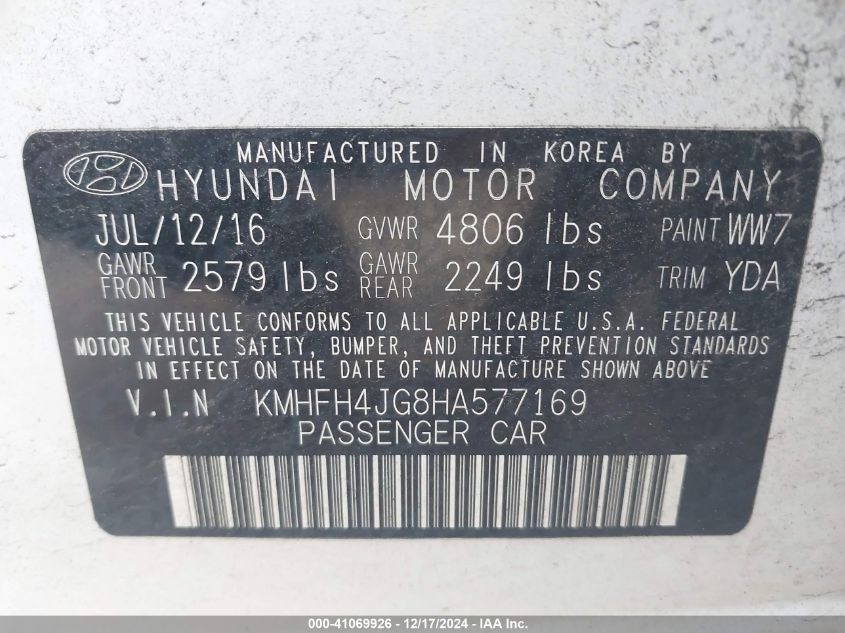 MANUFACTURED IN KOREA BY
HYUNDAI MOTOR COMPANY
JUL/12/16 GVWR 4806 lbs PAINT WW7
GAWR FRONT 2579 lbs GAWR REAR 2249 lbs TRIM YDA
THIS VEHICLE CONFORMS TO ALL APPLICABLE U.S.A. FEDERAL
MOTOR VEHICLE SAFETY, BUMPER, AND THEFT PREVENTION STANDARDS
IN EFFECT ON THE DATE OF MANUFACTURE SHOWN ABOVE
V.I.N KMHFH4JG8HA577169
PASSENGER CAR
000-41069926 - 12/17/2024 - IAA Inc.